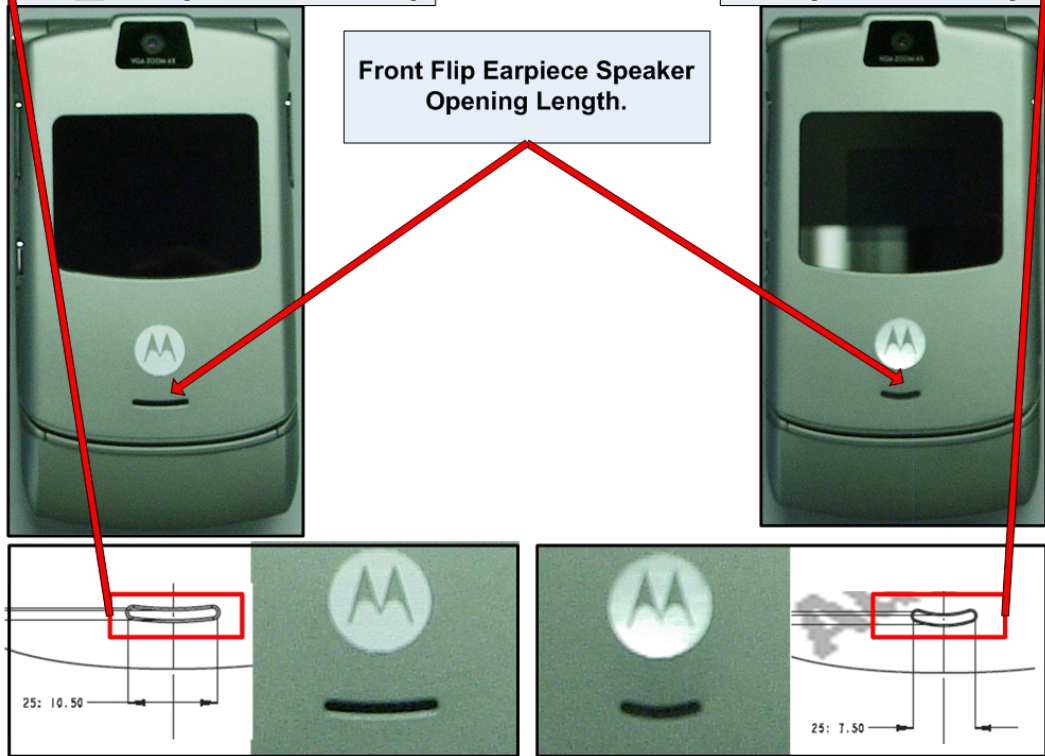 VGA ZOOM 4X
VGA ZOOM 4X
Front Flip Earpiece Speaker
Opening Length.
25: 10.50
25: 7.50